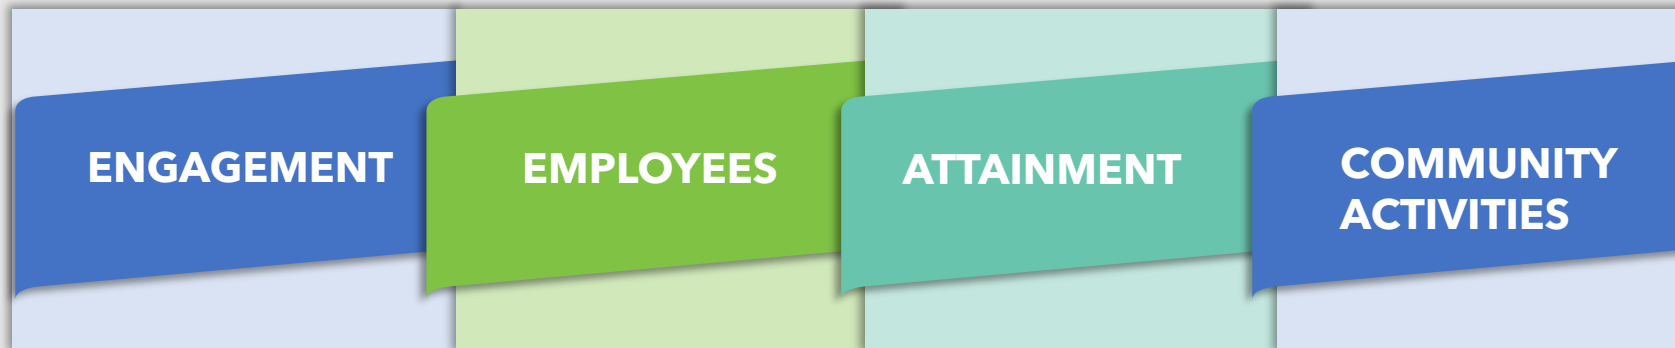 ENGAGEMENT
EMPLOYEES
ATTAINMENT
COMMUNITY
ACTIVITIES